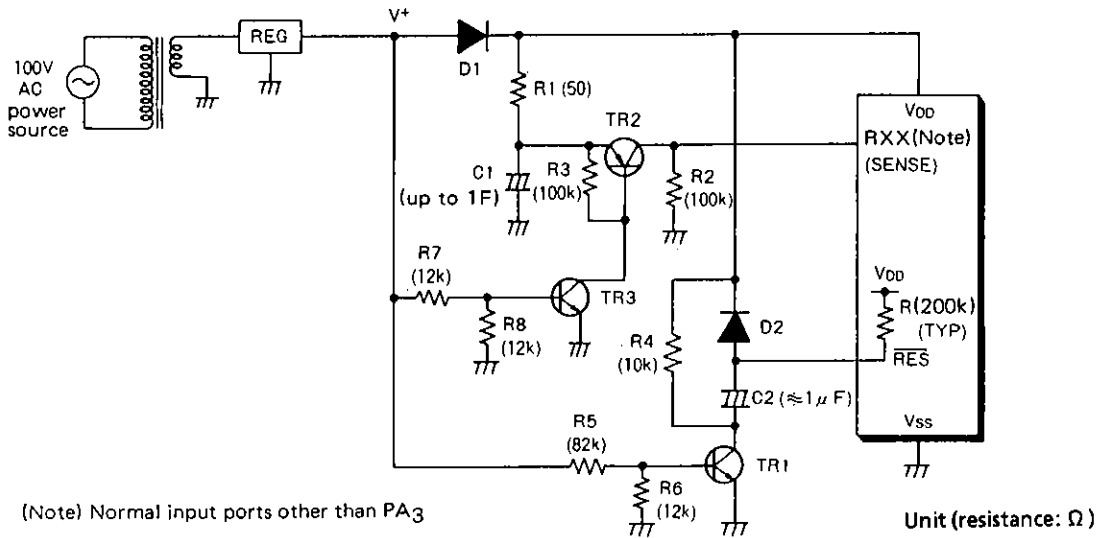 V+
REG
100V
AC
power
source
D1
R1 (50)
TR2
VDD
RXX(Note)
(SENSE)
C1
(up to 1F)
R3
(100k)
R2
(100k)
R7
(12k)
TR3
R8
(12k)
VDD
R(200k)
(TYP)
RES
D2
R4
(10k)
C2 (≒1μF)
VSS
R5
(82k)
TR1
R6
(12k)
(Note) Normal input ports other than PA3
Unit (resistance: Ω)